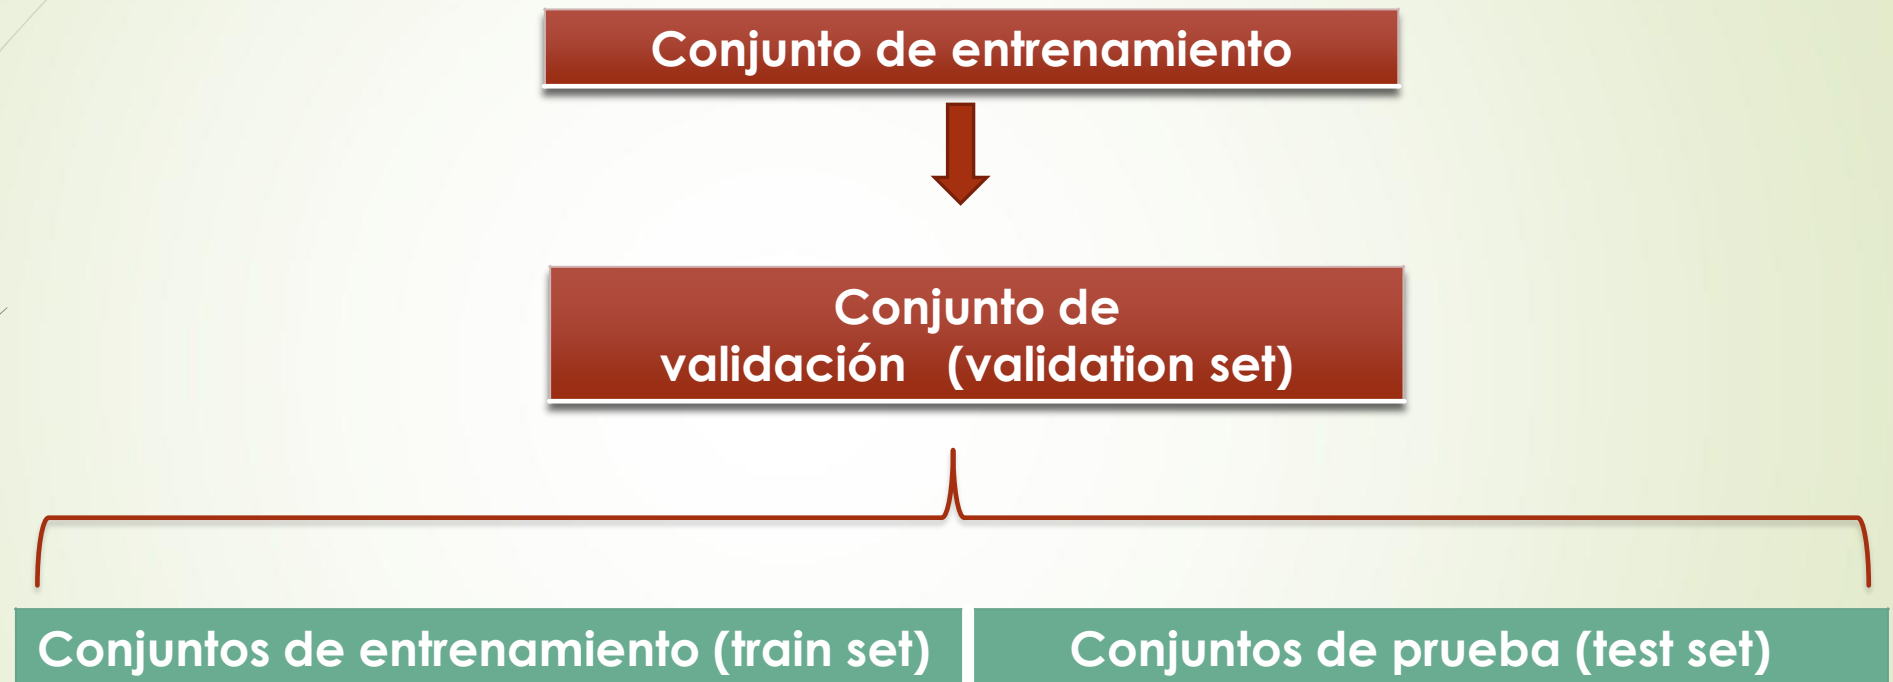 Conjunto de entrenamiento
Conjunto de
validación (validation set)
Conjuntos de entrenamiento (train set)
Conjuntos de prueba (test set)